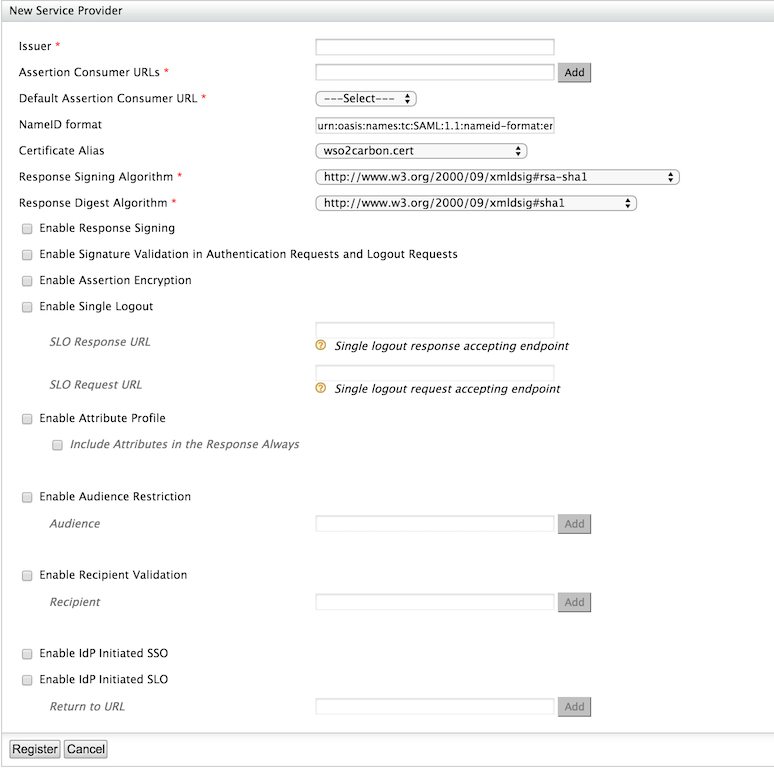 New Service Provider
Issuer *
Assertion Consumer URLs * Add
Default Assertion Consumer URL * ---Select---
NameID format urn:oasis:names:tc:SAML:1.1:nameid-format:er
Certificate Alias wso2carbon.cert
Response Signing Algorithm * http://www.w3.org/2000/09/xmldsig#rsa-sha1
Response Digest Algorithm * http://www.w3.org/2000/09/xmldsig#sha1
Enable Response Signing
Enable Signature Validation in Authentication Requests and Logout Requests
Enable Assertion Encryption
Enable Single Logout
SLO Response URL
? Single logout response accepting endpoint
SLO Request URL
? Single logout request accepting endpoint
Enable Attribute Profile
Include Attributes in the Response Always
Enable Audience Restriction
Audience Add
Enable Recipient Validation
Recipient Add
Enable IdP Initiated SSO
Enable IdP Initiated SLO
Return to URL Add
Register Cancel